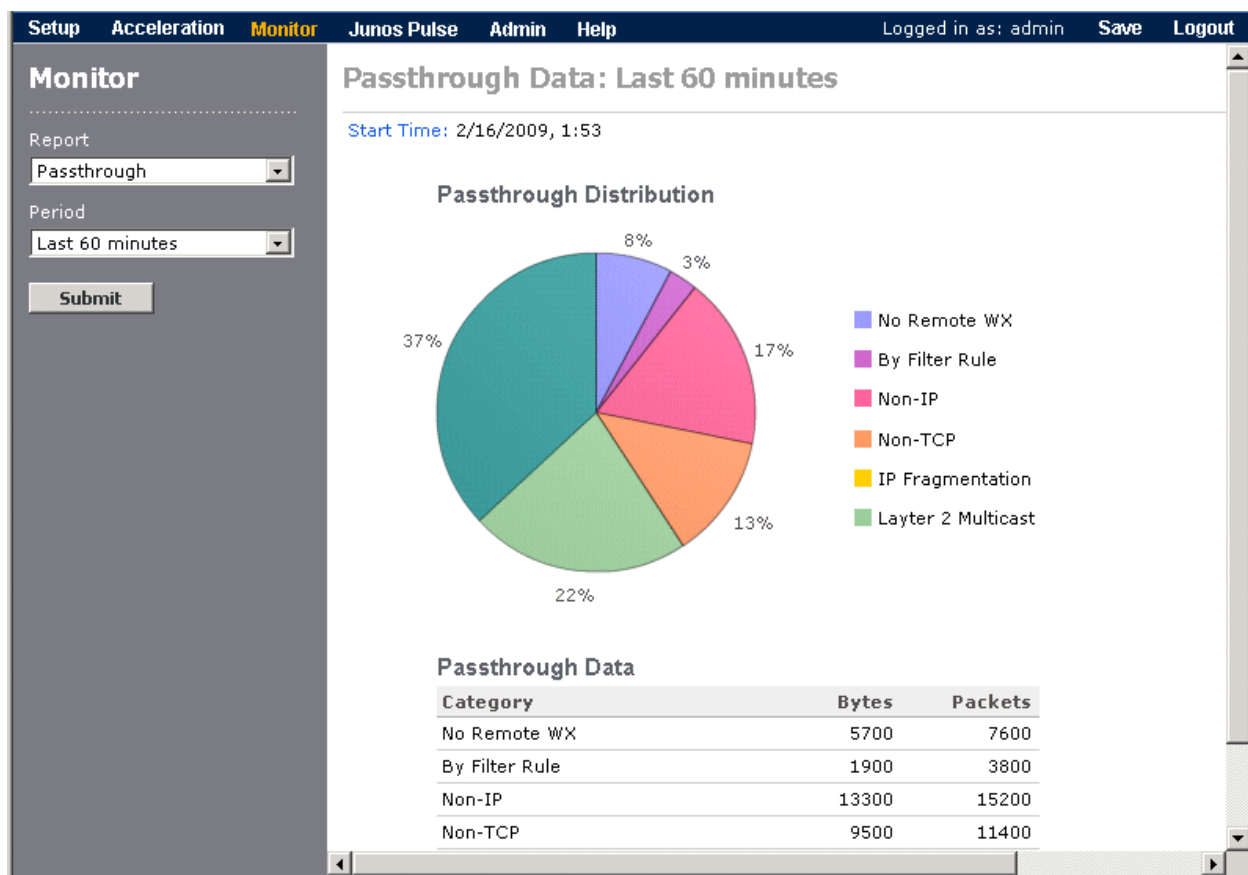 Setup Acceleration Monitor Junos Pulse Admin Help Logged in as: admin Save Logout
Monitor
Report
Passthrough
Period
Last 60 minutes
Submit
Passthrough Data: Last 60 minutes
Start Time: 2/16/2009, 1:53
Passthrough Distribution
8%
3%
17%
13%
22%
37%
No Remote WX
By Filter Rule
Non-IP
Non-TCP
IP Fragmentation
Layter 2 Multicast
Passthrough Data
Category Bytes Packets
No Remote WX 5700 7600
By Filter Rule 1900 3800
Non-IP 13300 15200
Non-TCP 9500 11400